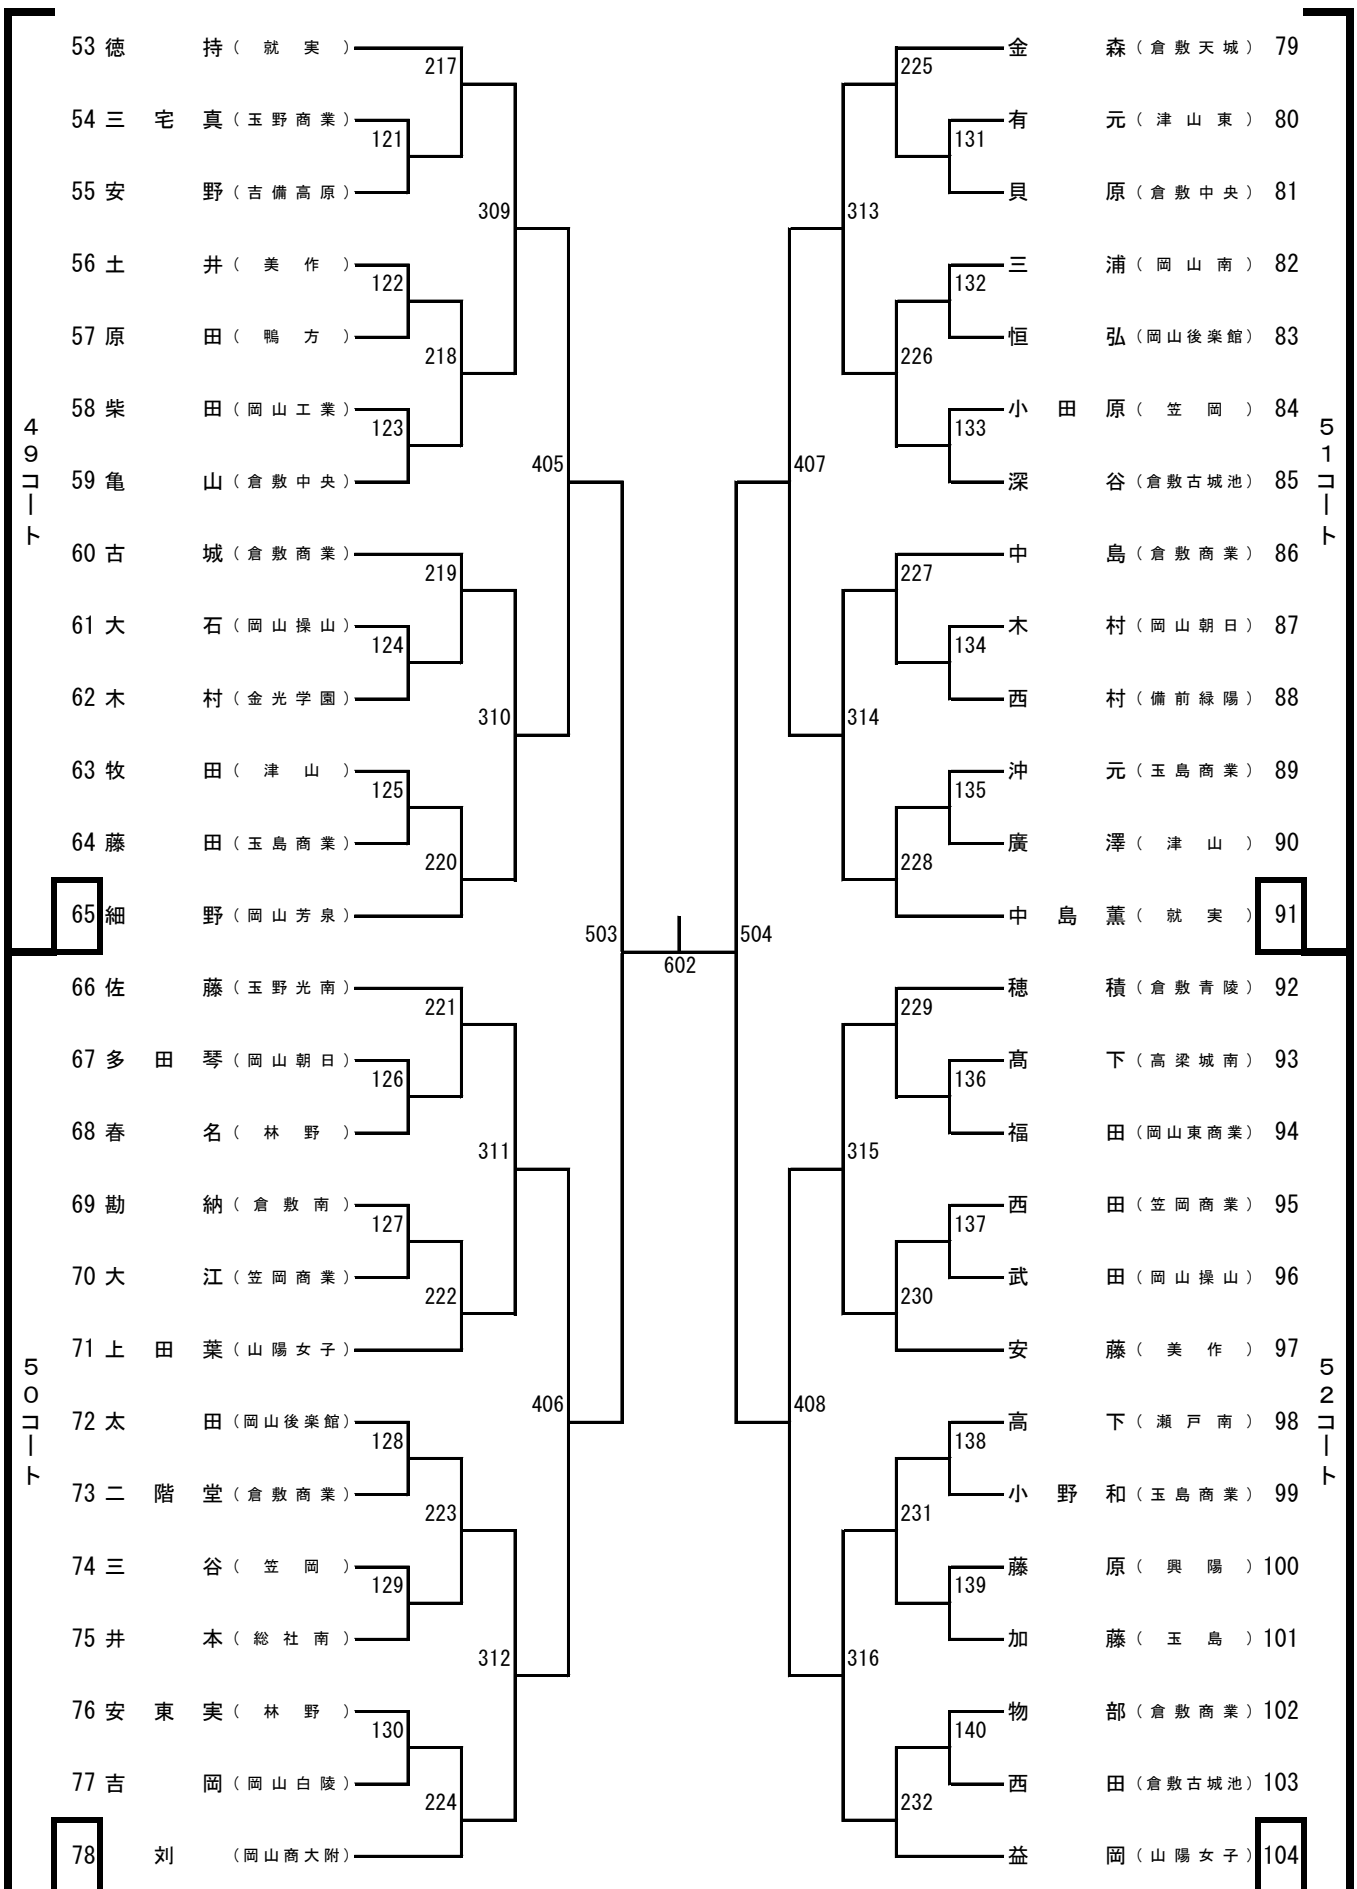 49コート
53 徳持(就実)
54 三宅真(玉野商業)
55 安野(吉備高原)
56 土井(美作)
57 原田(鴨方)
58 柴田(岡山工業)
59 亀山(倉敷中央)
60 古城(倉敷商業)
61 大石(岡山操山)
62 木村(金光学園)
63 牧田(津山)
64 藤田(玉島商業)
65 細野(岡山芳泉)
50コート
66 佐藤(玉野光南)
67 多田琴(岡山朝日)
68 春名(林野)
69 勘納(倉敷南)
70 大江(笠岡商業)
71 上田葉(山陽女子)
72 太田(岡山後楽館)
73 二階堂(倉敷商業)
74 三谷(笠岡)
75 井本(総社南)
76 安東実(林野)
77 吉岡(岡山白陵)
78 刘(岡山商大附)
217
121
309
122
218
123
405
219
124
310
125
220
503
221
126
311
127
222
406
128
223
129
312
130
224
602
504
225
131
313
132
226
133
407
227
134
314
135
228
229
136
315
137
230
408
138
231
139
316
140
232
51コート
金森(倉敷天城) 79
有元(津山東) 80
貝原(倉敷中央) 81
三浦(岡山南) 82
恒弘(岡山後楽館) 83
小田原(笠岡) 84
深谷(倉敷古城池) 85
中島(倉敷商業) 86
木村(岡山朝日) 87
西村(備前緑陽) 88
沖元(玉島商業) 89
廣澤(津山) 90
中島薫(就実) 91
52コート
穂積(倉敷青陵) 92
髙下(高梁城南) 93
福田(岡山東商業) 94
西田(笠岡商業) 95
武田(岡山操山) 96
安藤(美作) 97
高下(瀬戸南) 98
小野和(玉島商業) 99
藤原(興陽) 100
加藤(玉島) 101
物部(倉敷商業) 102
西田(倉敷古城池) 103
益岡(山陽女子) 104